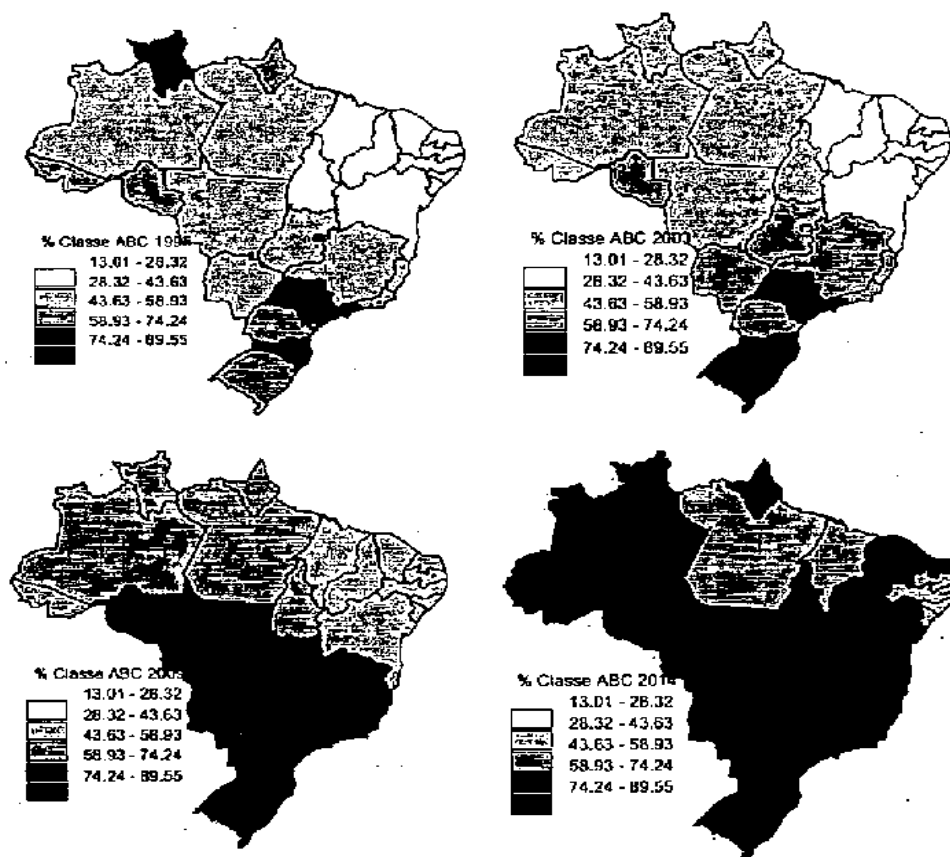 % Classe ABC
13.01 - 28.32
28.32 - 43.63
43.63 - 58.93
58.93 - 74.24
74.24 - 89.55
% Classe ABC 2003
13.01 - 28.32
28.32 - 43.63
43.63 - 58.93
58.93 - 74.24
74.24 - 89.55
% Classe ABC
13.01 - 28.32
28.32 - 43.63
43.63 - 58.93
58.93 - 74.24
74.24 - 89.55
% Classe ABC 2014
13.01 - 28.32
28.32 - 43.63
43.63 - 58.93
58.93 - 74.24
74.24 - 89.55